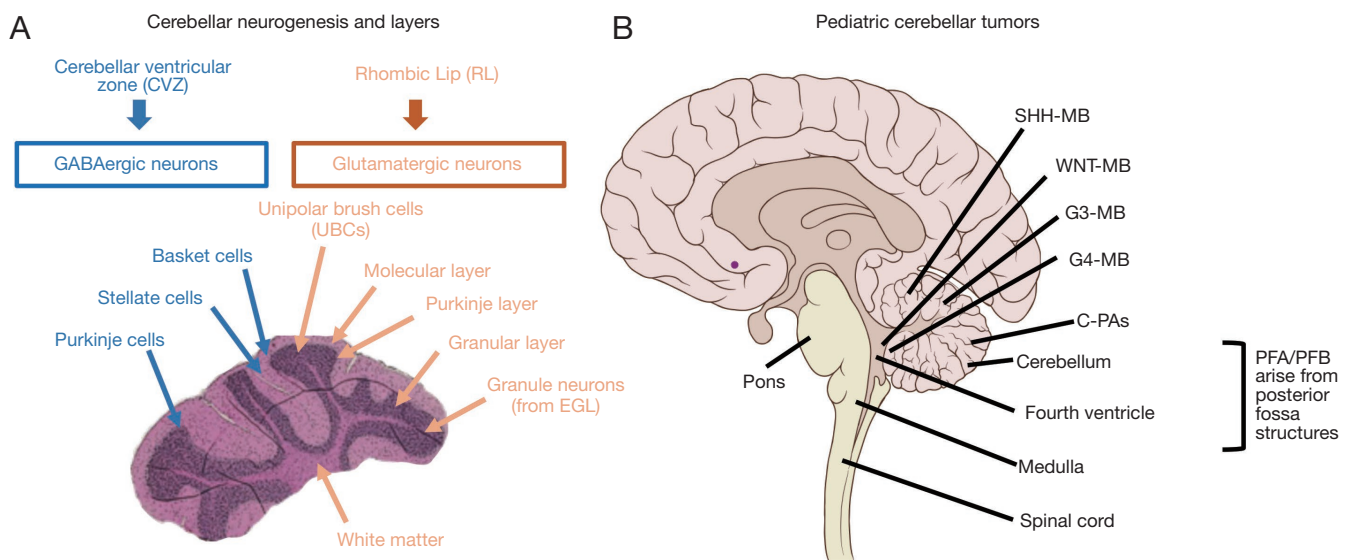 A
Cerebellar neurogenesis and layers
Cerebellar ventricular
zone (CVZ)
Rhombic Lip (RL)
GABAergic neurons
Glutamatergic neurons
Unipolar brush cells
(UBCs)
Basket cells
Molecular layer
Stellate cells
Purkinje layer
Purkinje cells
Granular layer
Granule neurons
(from EGL)
White matter
B
Pediatric cerebellar tumors
SHH-MB
WNT-MB
G3-MB
G4-MB
C-PAs
Cerebellum
Pons
Fourth ventricle
Medulla
Spinal cord
PFA/PFB
arise from
posterior
fossa
structures